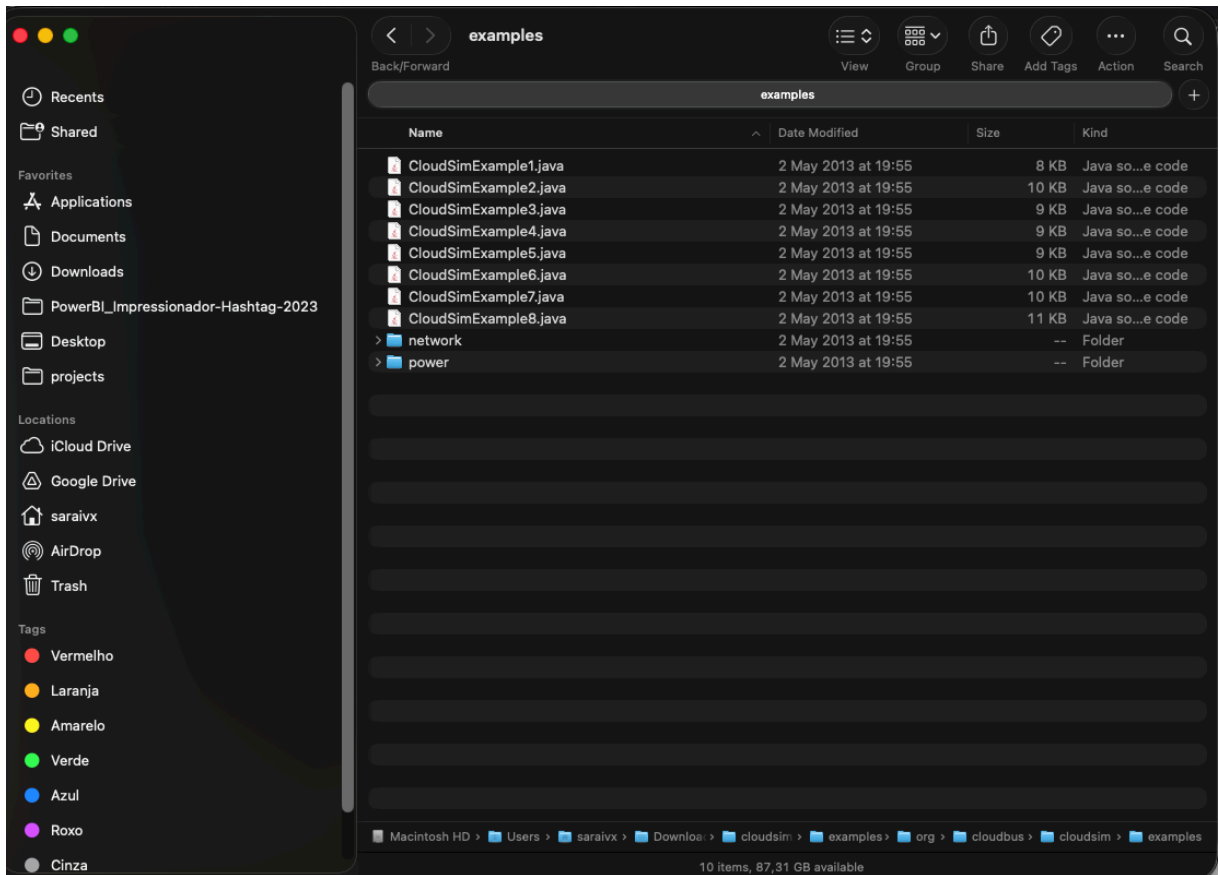 examples
Back/Forward
View
Group
Share
Add Tags
Action
Search
Recents
Shared
Favorites
Applications
Documents
Downloads
PowerBI_Impressionador-Hashtag-2023
Desktop
projects
Locations
iCloud Drive
Google Drive
saraivx
AirDrop
Trash
Tags
Vermelho
Laranja
Amarelo
Verde
Azul
Roxo
Cinza
examples
Name Date Modified Size Kind
CloudSimExample1.java 2 May 2013 at 19:55 8 KB Java so...e code
CloudSimExample2.java 2 May 2013 at 19:55 10 KB Java so...e code
CloudSimExample3.java 2 May 2013 at 19:55 9 KB Java so...e code
CloudSimExample4.java 2 May 2013 at 19:55 9 KB Java so...e code
CloudSimExample5.java 2 May 2013 at 19:55 9 KB Java so...e code
CloudSimExample6.java 2 May 2013 at 19:55 10 KB Java so...e code
CloudSimExample7.java 2 May 2013 at 19:55 10 KB Java so...e code
CloudSimExample8.java 2 May 2013 at 19:55 11 KB Java so...e code
network 2 May 2013 at 19:55 -- Folder
power 2 May 2013 at 19:55 -- Folder
Macintosh HD › Users › saraivx › Downloa › cloudsim › examples › org › cloudbus › cloudsim › examples
10 items, 87,31 GB available